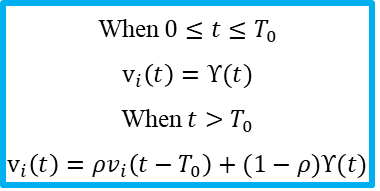 When 0 ≤ t ≤ T₀
vᵢ(t) = ϒ(t)
When t > T₀
vᵢ(t) = ρvᵢ(t − T₀) + (1 − ρ)ϒ(t)